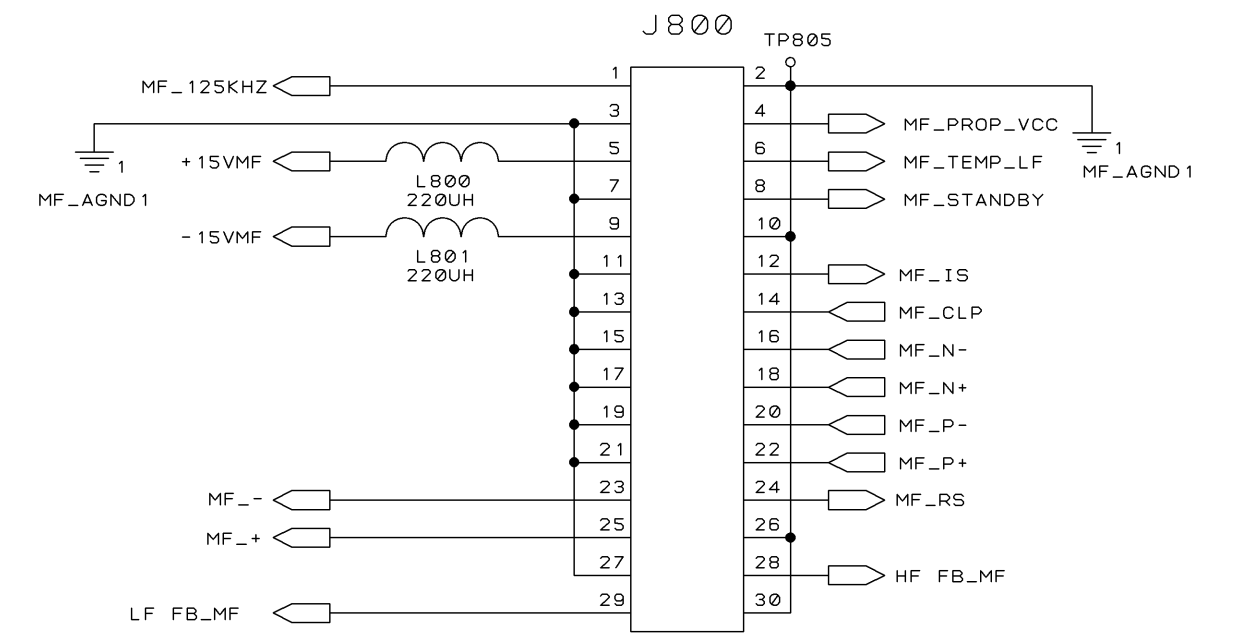 J800
TP805
1 2
MF_125KHZ
3 4
MF_PROP_VCC
1
MF_AGND1
5 6
+15VMF
L800
220UH
MF_TEMP_LF
1
MF_AGND1
7 8
MF_STANDBY
9 10
-15VMF
L801
220UH
11 12
MF_IS
13 14
MF_CLP
15 16
MF_N-
17 18
MF_N+
19 20
MF_P-
21 22
MF_P+
23 24
MF_-
MF_RS
25 26
MF_+
27 28
HF FB_MF
29 30
LF FB_MF